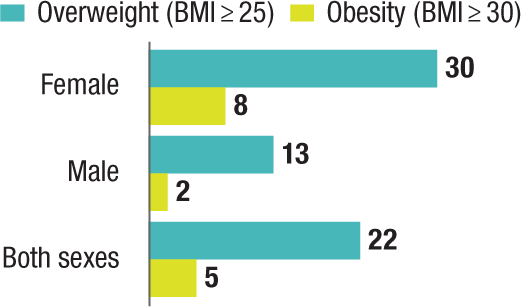 Overweight (BMI ≥ 25) Obesity (BMI ≥ 30)
Female 30
8
Male 13
2
Both sexes 22
5